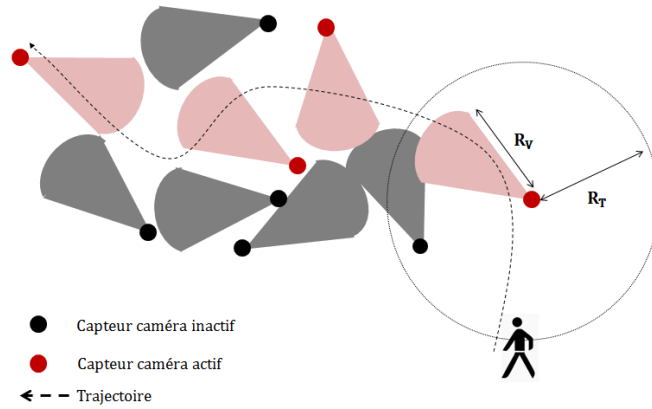 R_V
R_T
Capteur caméra inactif
Capteur caméra actif
Trajectoire